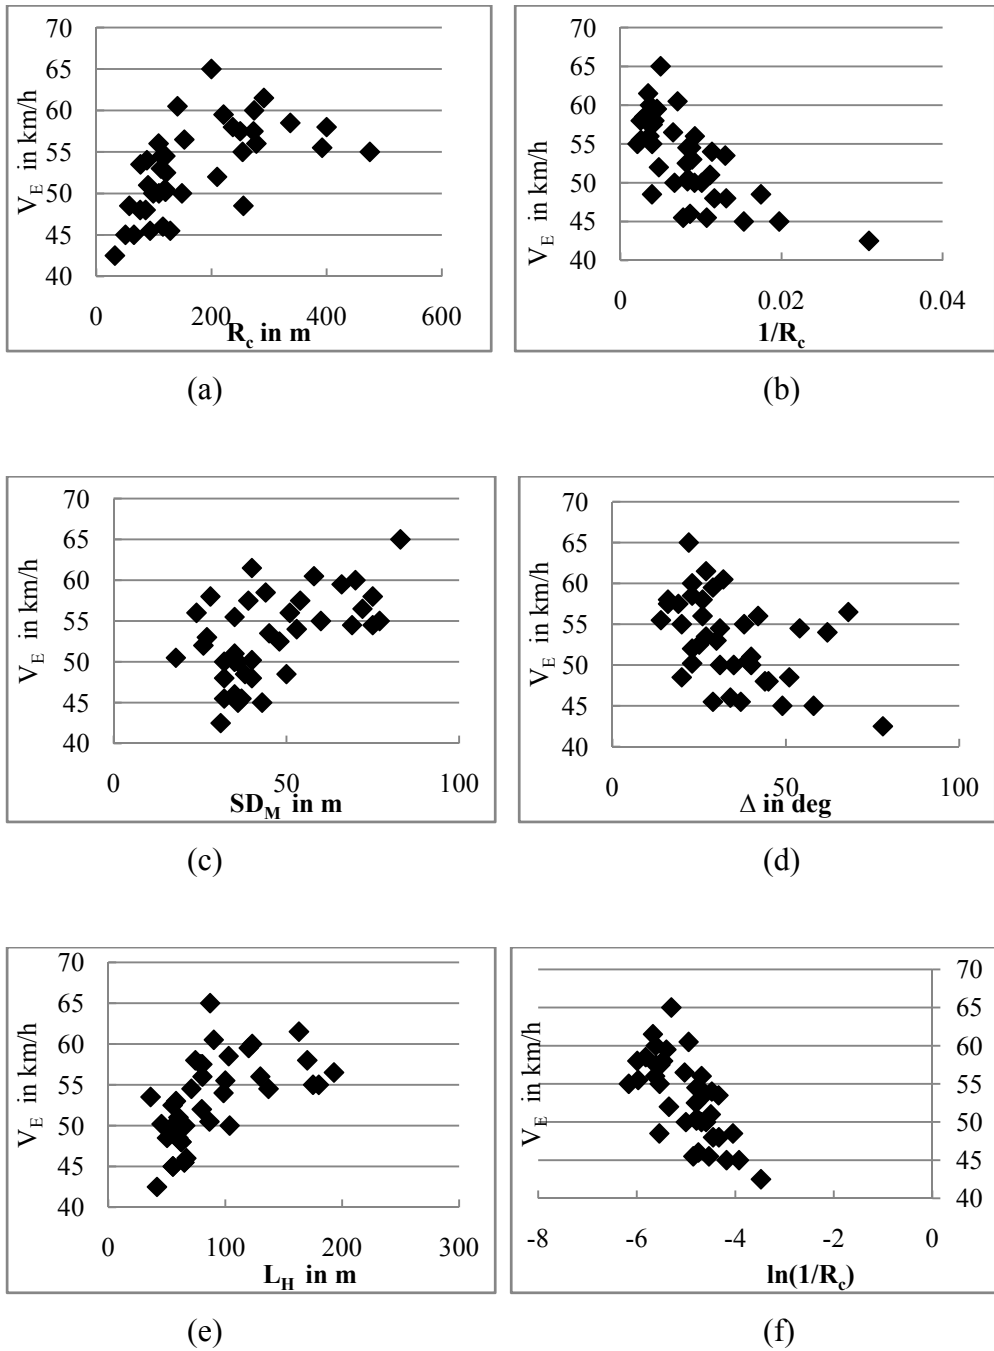 70
65
60
55
50
45
40
V_E in km/h
0 200 400 600
R_c in m
(a)
70
65
60
55
50
45
40
V_E in km/h
0 0.02 0.04
1/R_c
(b)
70
65
60
55
50
45
40
V_E in km/h
0 50 100
SD_M in m
(c)
70
65
60
55
50
45
40
V_E in km/h
0 50 100
Δ in deg
(d)
70
65
60
55
50
45
40
V_E in km/h
0 100 200 300
L_H in m
(e)
70
65
60
55
50
45
40
V_E in km/h
-8 -6 -4 -2 0
ln(1/R_c)
(f)